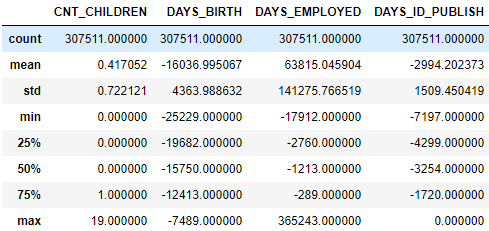 CNT_CHILDREN DAYS_BIRTH DAYS_EMPLOYED DAYS_ID_PUBLISH
count 307511.000000 307511.000000 307511.000000 307511.000000
mean 0.417052 -16036.995067 63815.045904 -2994.202373
std 0.722121 4363.988632 141275.766519 1509.450419
min 0.000000 -25229.000000 -17912.000000 -7197.000000
25% 0.000000 -19682.000000 -2760.000000 -4299.000000
50% 0.000000 -15750.000000 -1213.000000 -3254.000000
75% 1.000000 -12413.000000 -289.000000 -1720.000000
max 19.000000 -7489.000000 365243.000000 0.000000